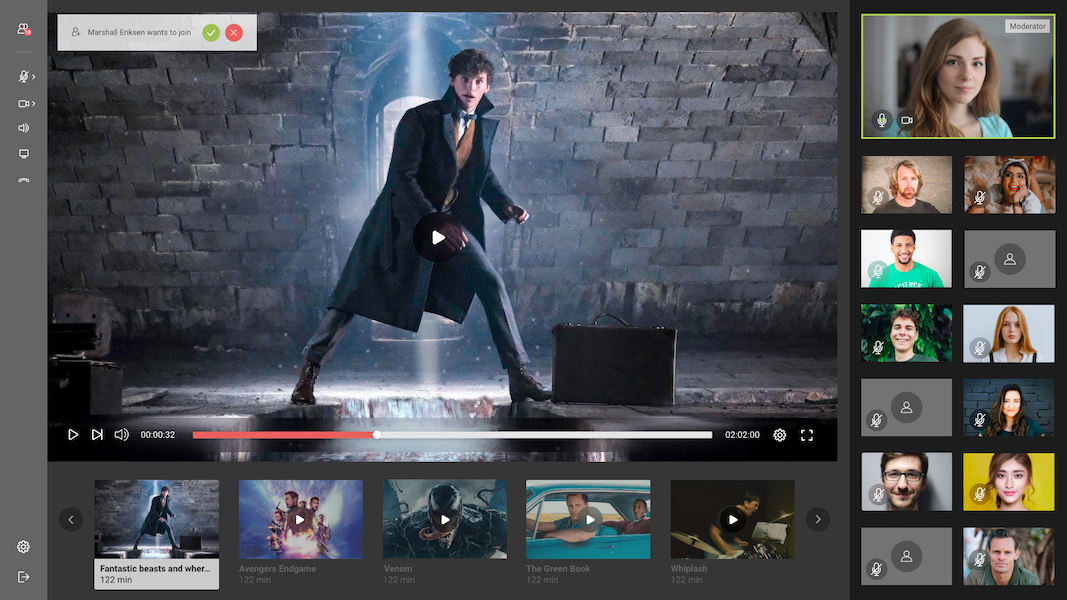 18
Marshall Eriksen wants to join
Moderator
00:00:32
02:02:00
Fantastic beasts and wher...
122 min
Avengers Endgame
122 min
Venom
122 min
The Green Book
122 min
Whiplash
122 min